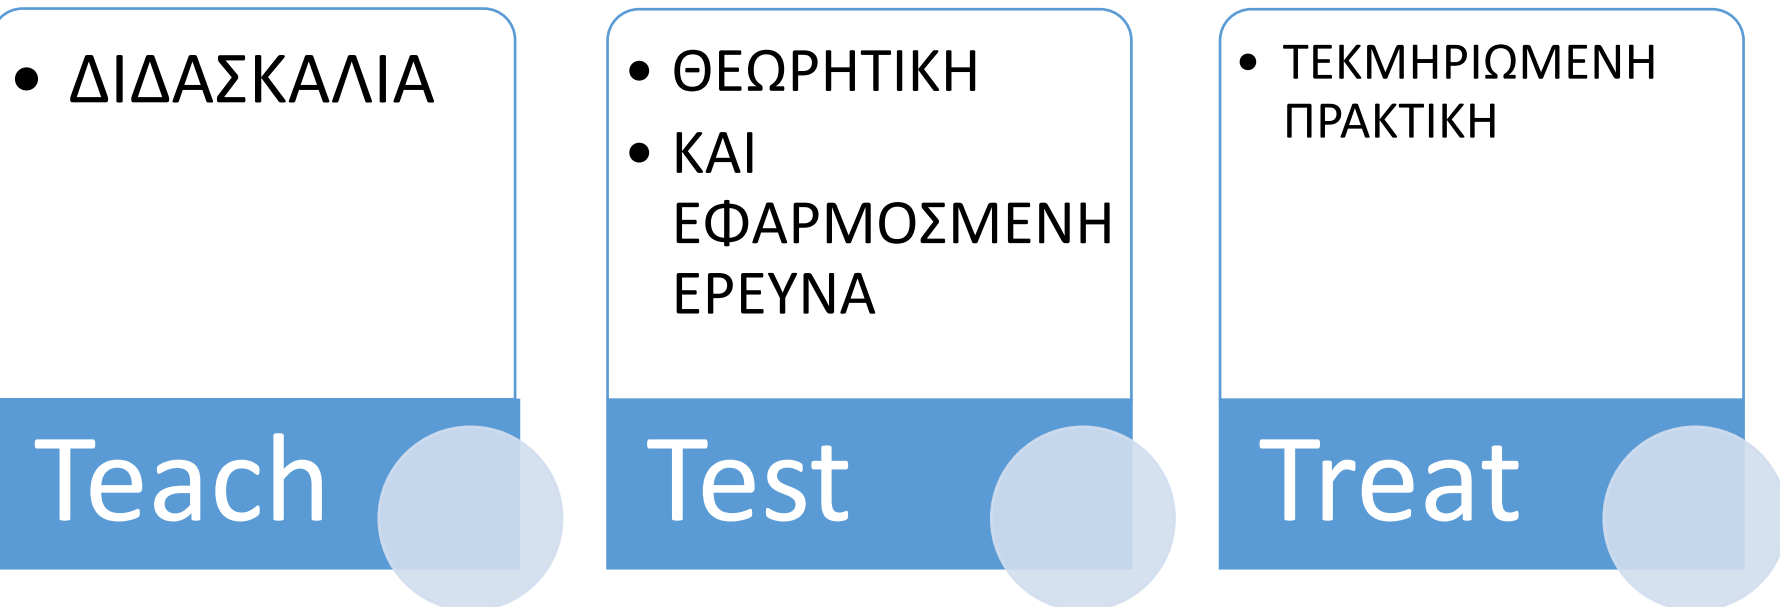 • ΔΙΔΑΣΚΑΛΙΑ
Teach
• ΘΕΩΡΗΤΙΚΗ
• ΚΑΙ
ΕΦΑΡΜΟΣΜΕΝΗ
ΕΡΕΥΝΑ
Test
• ΤΕΚΜΗΡΙΩΜΕΝΗ
ΠΡΑΚΤΙΚΗ
Treat